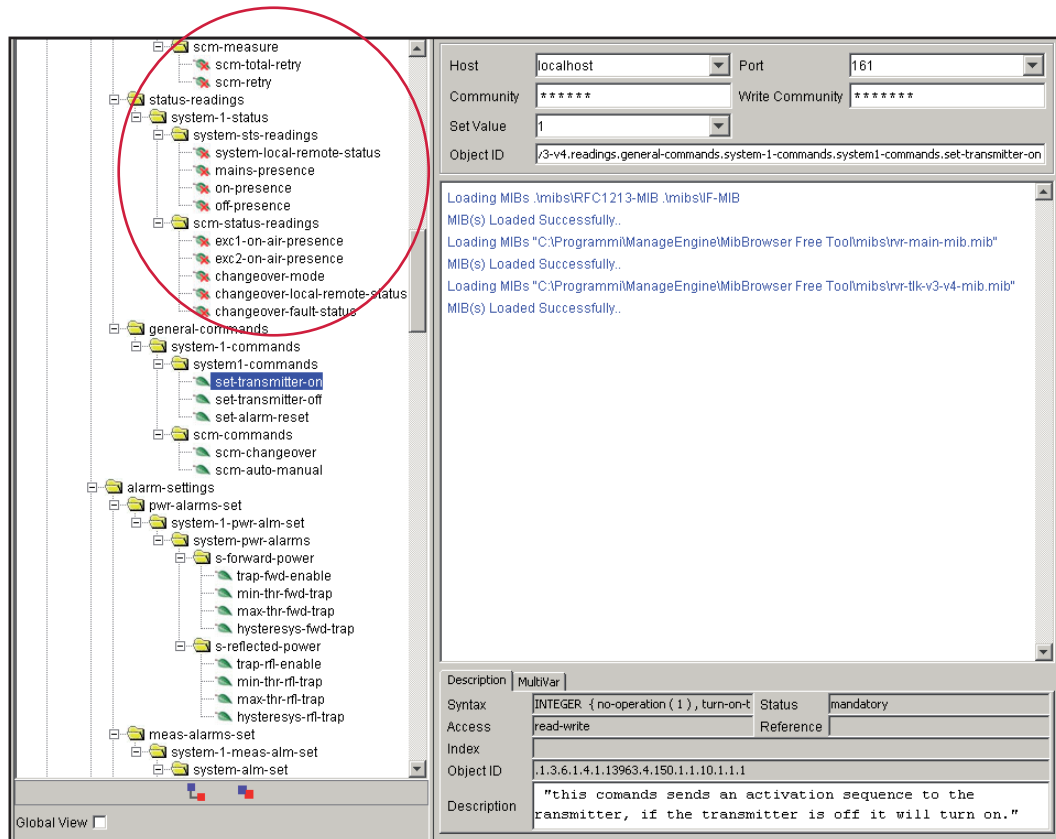 scm-measure
scm-total-retry
scm-retry
status-readings
system-1-status
system-sts-readings
system-local-remote-status
mains-presence
on-presence
off-presence
scm-status-readings
exc1-on-air-presence
exc2-on-air-presence
changeover-mode
changeover-local-remote-status
changeover-fault-status
general-commands
system-1-commands
system1-commands
set-transmitter-on
set-transmitter-off
set-alarm-reset
scm-commands
scm-changeover
scm-auto-manual
alarm-settings
pwr-alarms-set
system-1-pwr-alm-set
system-pwr-alarms
s-forward-power
trap-fwd-enable
min-thr-fwd-trap
max-thr-fwd-trap
hysteresys-fwd-trap
s-reflected-power
trap-rfl-enable
min-thr-rfl-trap
max-thr-rfl-trap
hysteresys-rfl-trap
meas-alarms-set
system-1-meas-alm-set
system-alm-set
Global View
Host localhost Port 161
Community ****** Write Community *******
Set Value 1
Object ID /3-v4.readings.general-commands.system-1-commands.system1-commands.set-transmitter-on
Loading MIBs .\mibs\RFC1213-MIB .\mibs\IF-MIB
MIB(s) Loaded Successfully..
Loading MIBs "C:\Programmi\ManageEngine\MibBrowser Free Tool\mibs\rvr-main-mib.mib"
MIB(s) Loaded Successfully..
Loading MIBs "C:\Programmi\ManageEngine\MibBrowser Free Tool\mibs\rvr-tlk-v3-v4-mib.mib"
MIB(s) Loaded Successfully..
Description MultiVar
Syntax INTEGER { no-operation ( 1 ) , turn-on-t Status mandatory
Access read-write Reference
Index
Object ID .1.3.6.1.4.1.13963.4.150.1.1.10.1.1.1
Description "this comands sends an activation sequence to the
ransmitter, if the transmitter is off it will turn on."